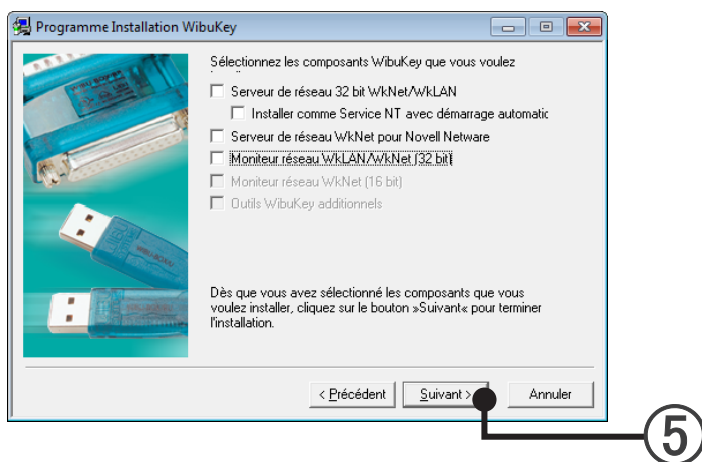 Programme Installation WibuKey
Sélectionnez les composants WibuKey que vous voulez
Serveur de réseau 32 bit WkNet/WkLAN
Installer comme Service NT avec démarrage automatic
Serveur de réseau WkNet pour Novell Netware
Moniteur réseau WkLAN/WkNet (32 bit)
Moniteur réseau WkNet (16 bit)
Outils WibuKey additionnels
Dès que vous avez sélectionné les composants que vous
voulez installer, cliquez sur le bouton »Suivant« pour terminer
l'installation.
< Précédent
Suivant >
Annuler
5